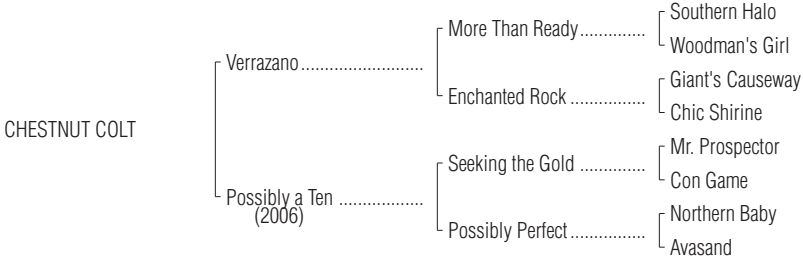 Southern Halo
More Than Ready..............
Woodman's Girl
Verrazano..........................
Giant's Causeway
Enchanted Rock ................
Chic Shirine
CHESTNUT COLT
Mr. Prospector
Seeking the Gold ..............
Con Game
Possibly a Ten ..................
(2006)
Northern Baby
Possibly Perfect................
Avasand